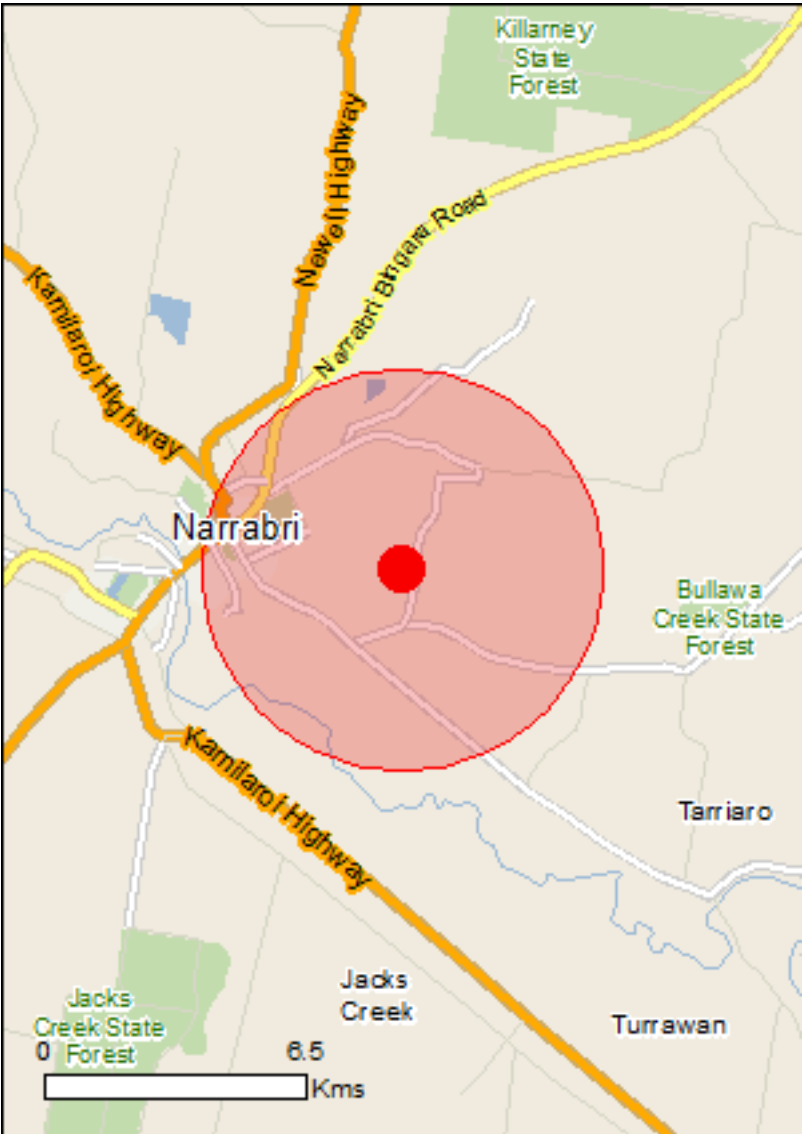 Killarney
State
Forest
Newell Highway
Narrabri Bingara Road
Kamilaroi Highway
Narrabri
Bullawa
Creek State
Forest
Kamilaroi Highway
Tarriaro
Jacks
Creek
Turrawan
Jacks
Creek State
Forest
0 6.5
Kms